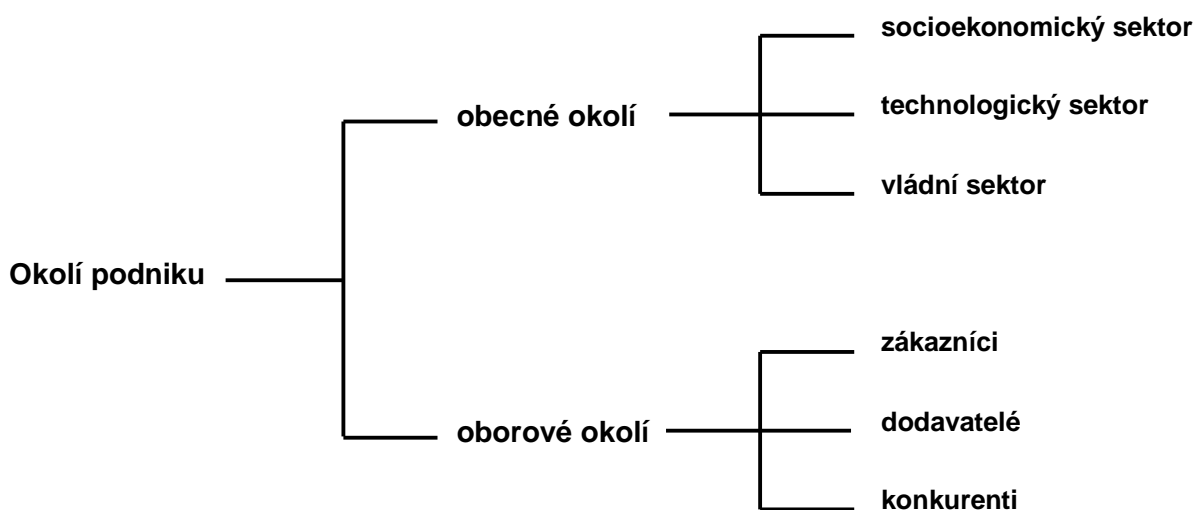 socioekonomický sektor
obecné okolí
technologický sektor
vládní sektor
Okolí podniku
zákazníci
oborové okolí
dodavatelé
konkurenti